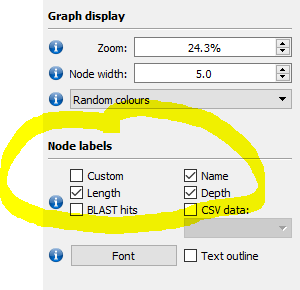 Graph display
Zoom: 24.3%
Node width: 5.0
Random colours
Node labels
Custom Name
Length Depth
BLAST hits CSV data:
Font Text outline